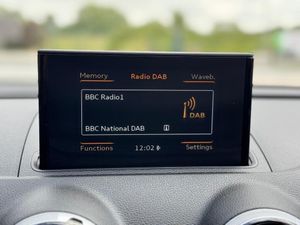 Memory Radio DAB Waveb.
BBC Radio1
DAB
BBC National DAB i
Functions 12:02 Settings